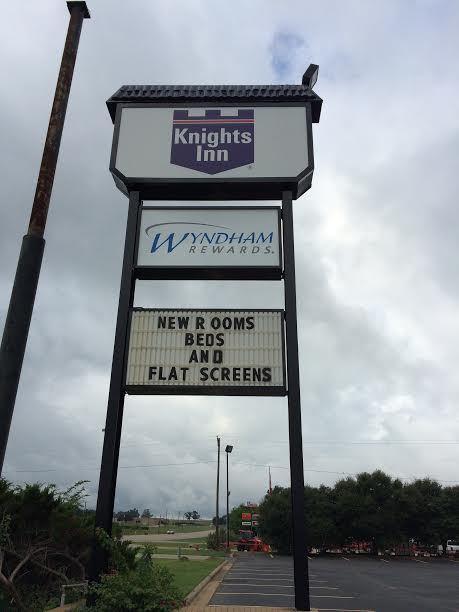 Knights
Inn
WYNDHAM
REWARDS.
NEW ROOMS
BEDS
AND
FLAT SCREENS